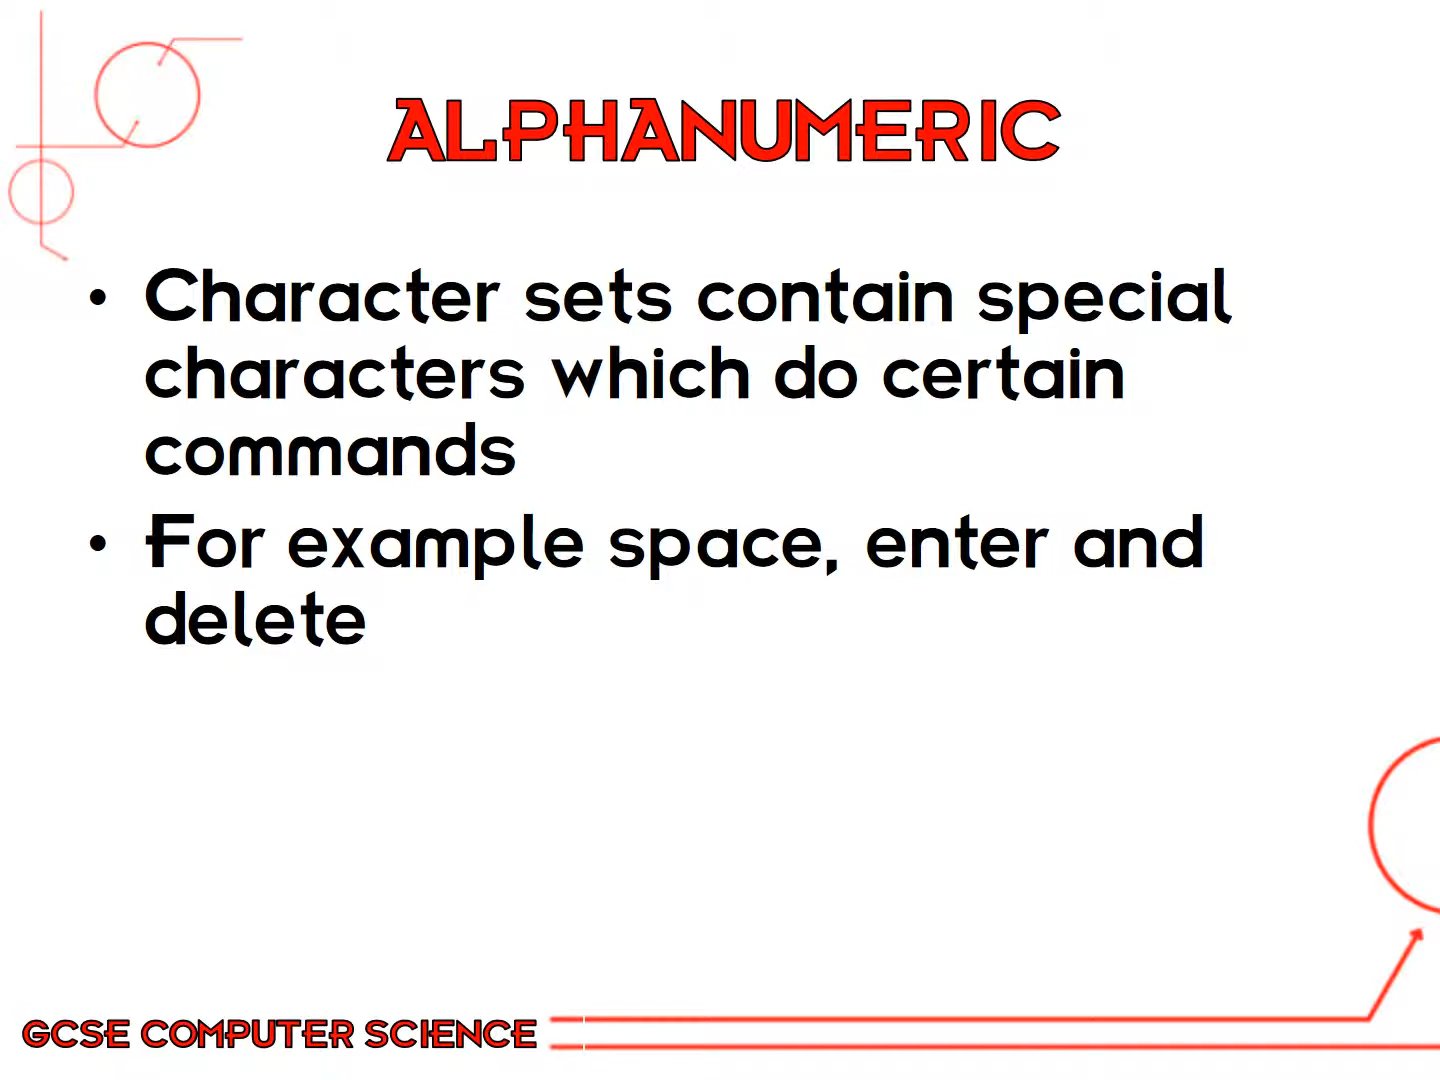 ALPHANUMERIC
• Character sets contain special
characters which do certain
commands
• For example space, enter and
delete
GCSE COMPUTER SCIENCE